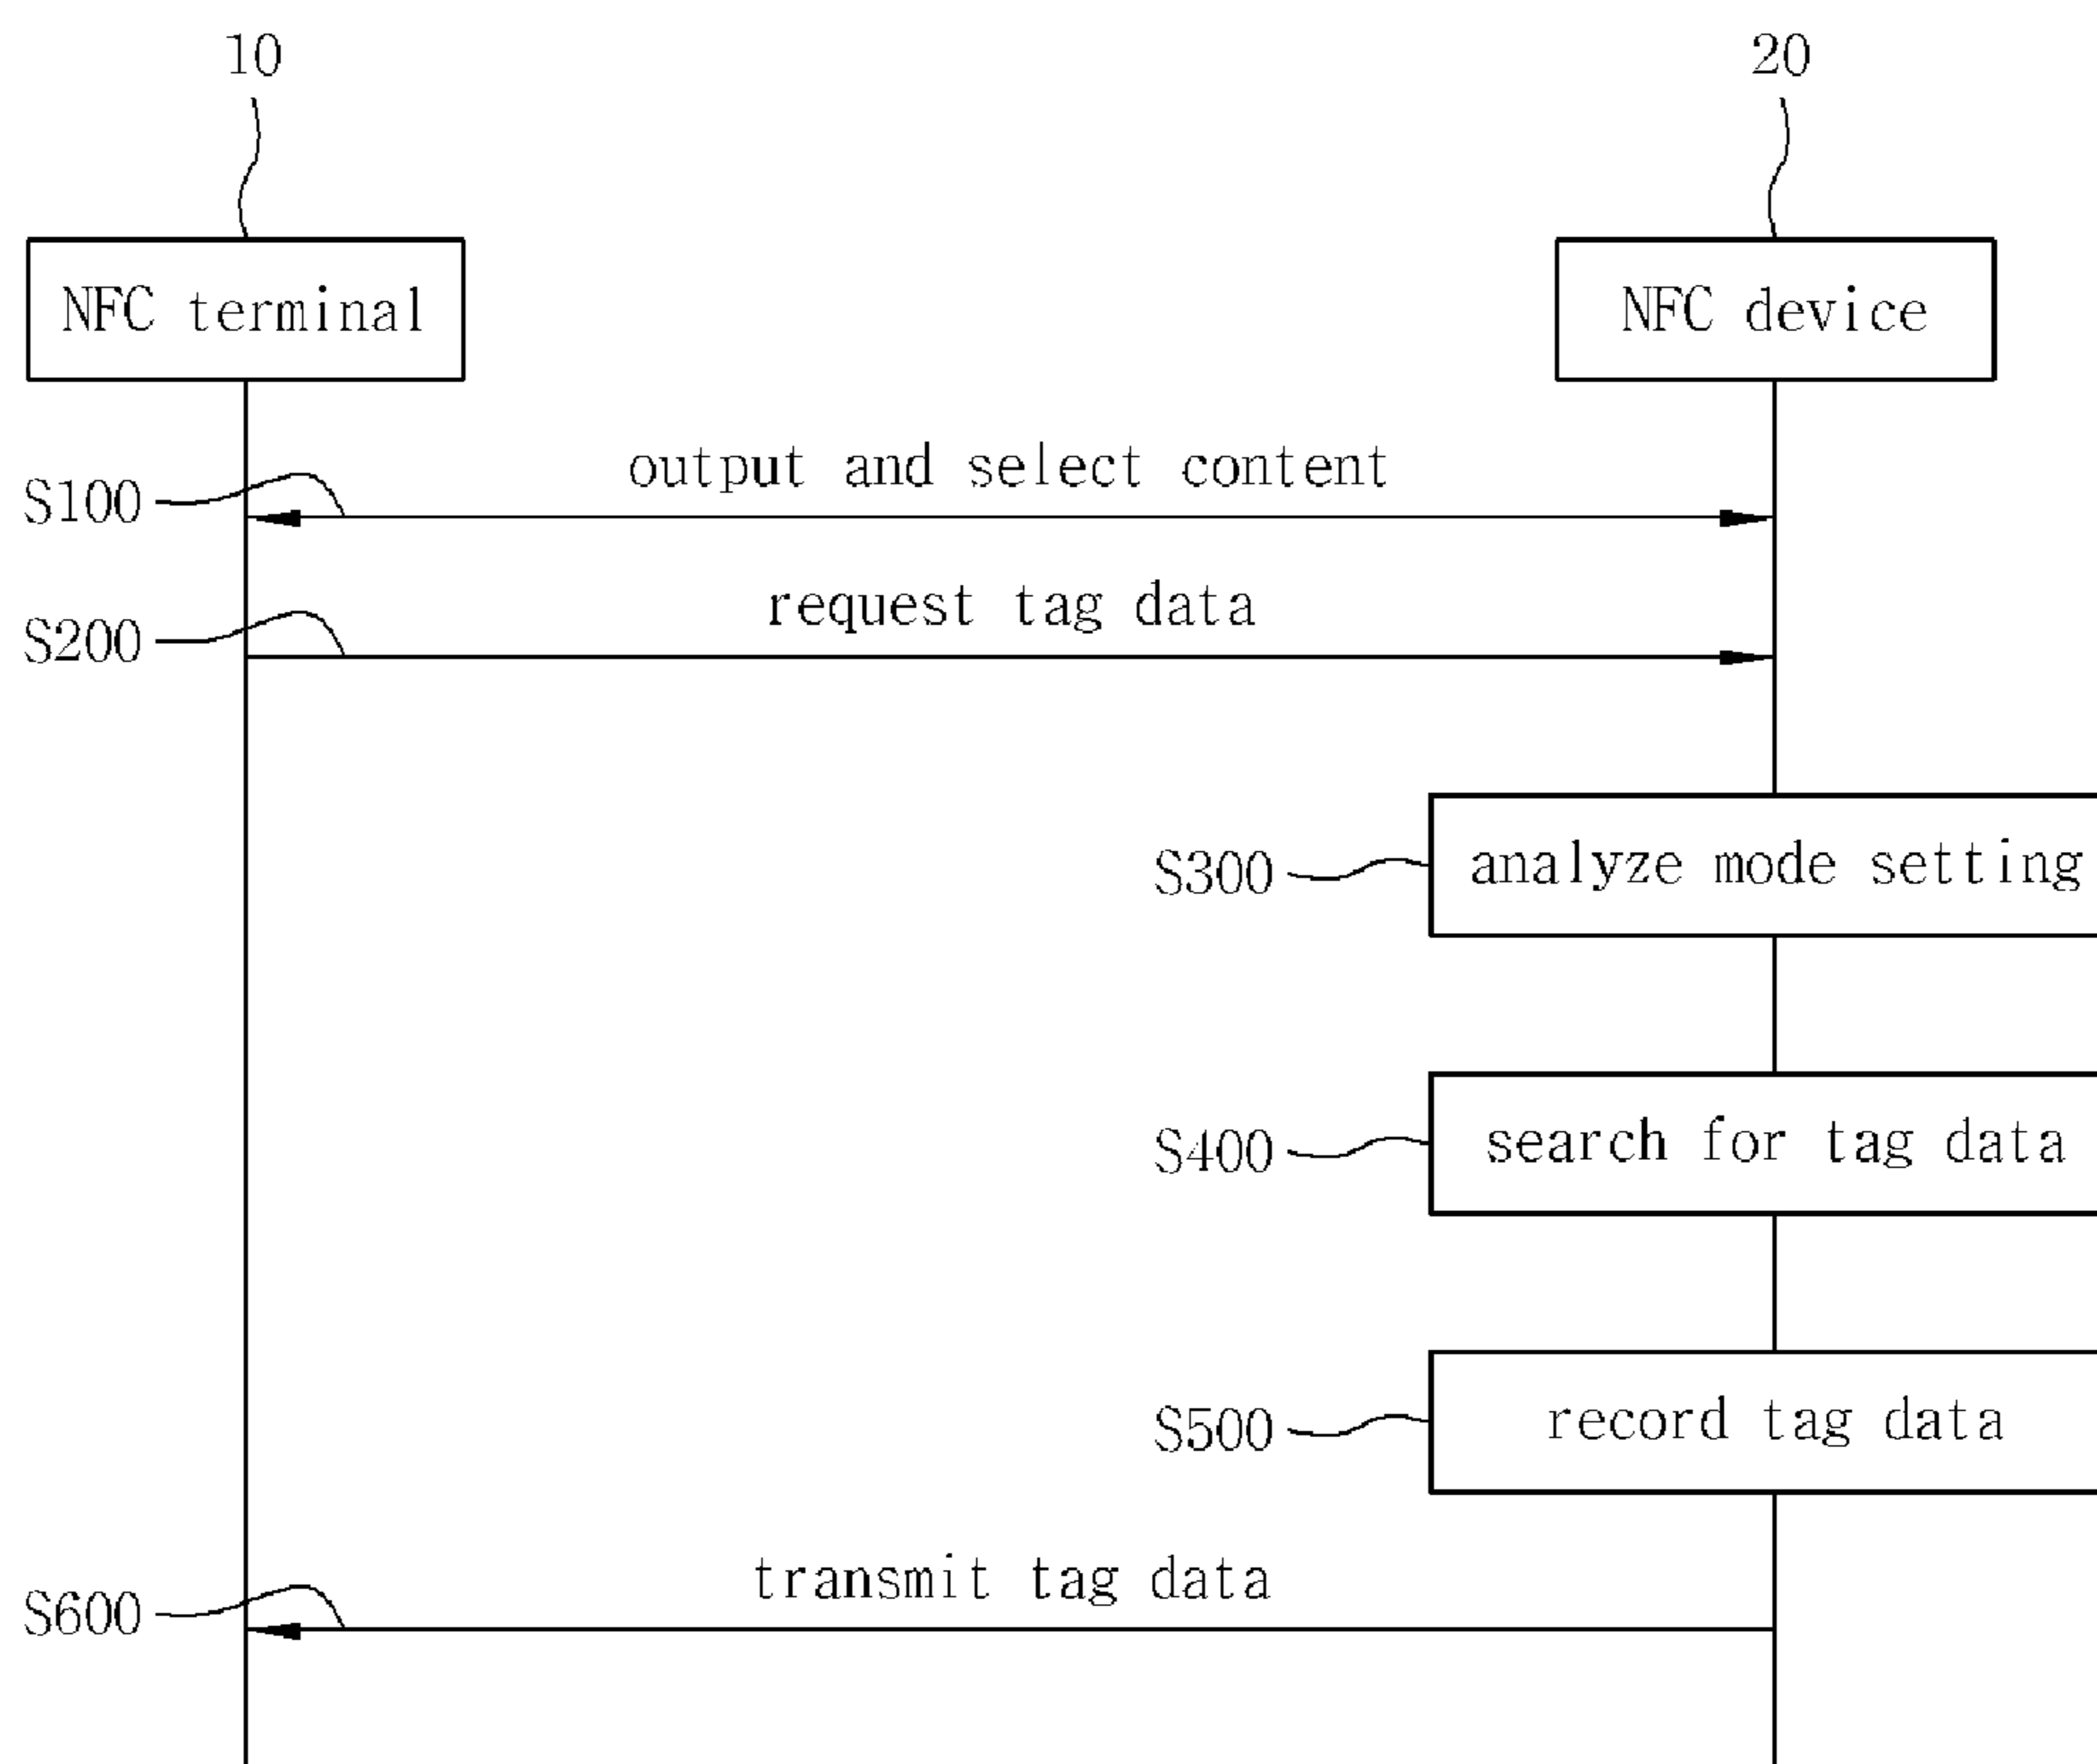 10
20
NFC terminal
NFC device
output and select content
S100
request tag data
S200
S300
analyze mode setting
S400
search for tag data
S500
record tag data
transmit tag data
S600